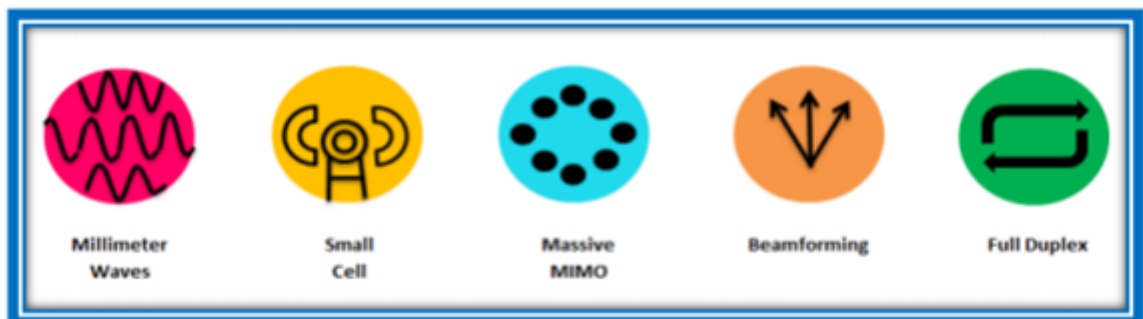 Millimeter
Waves
Small
Cell
Massive
MIMO
Beamforming
Full Duplex